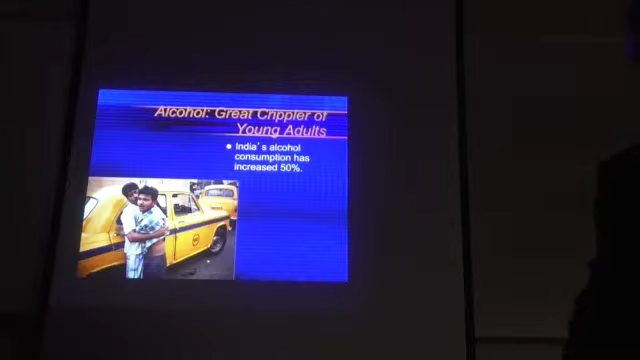 Alcohol: Great Crippler of
Young Adults
India's alcohol
consumption has
increased 50%.